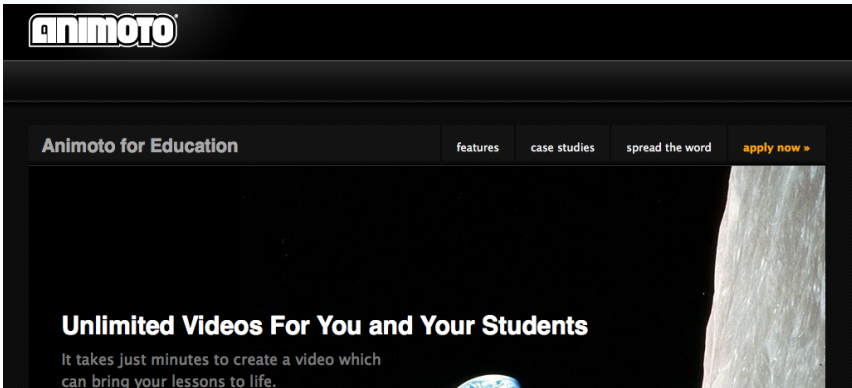 animoto
Animoto for Education
features
case studies
spread the word
apply now »
Unlimited Videos For You and Your Students
It takes just minutes to create a video which
can bring your lessons to life.